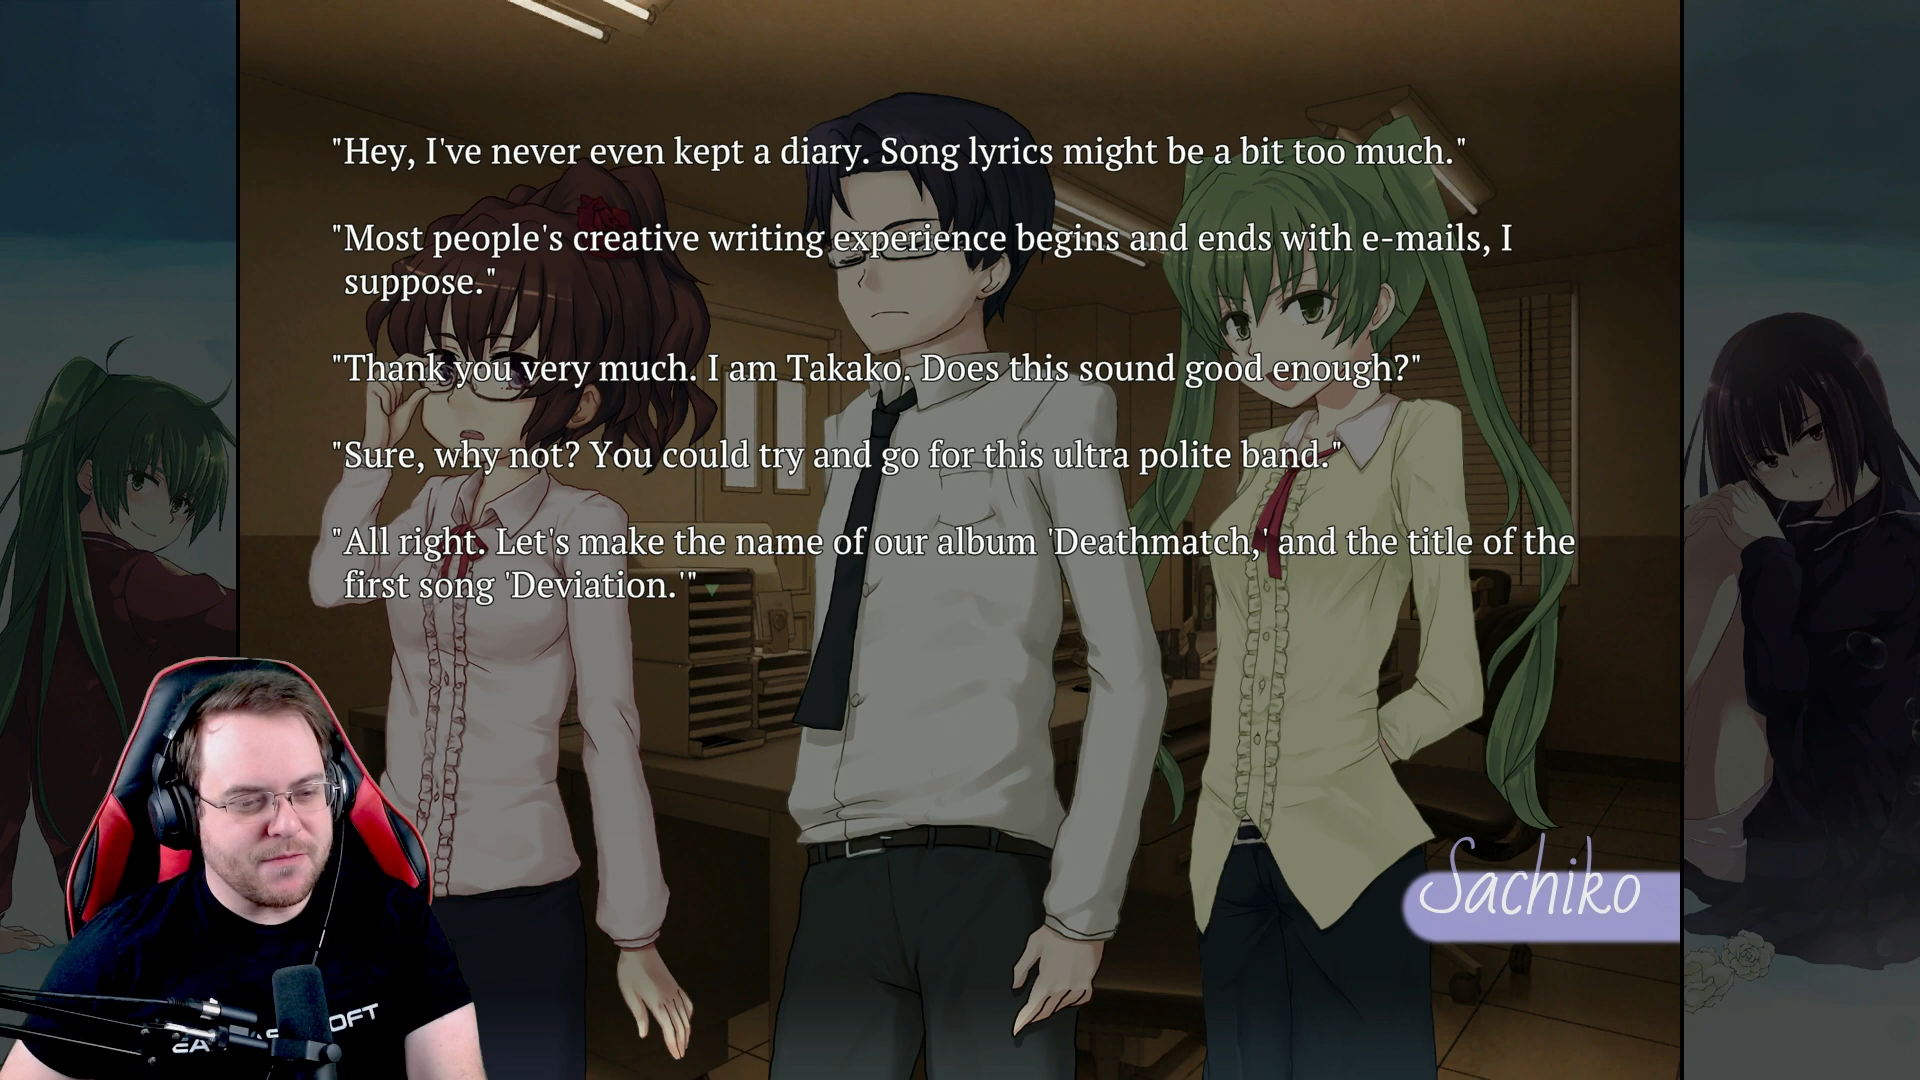 "Hey, I've never even kept a diary. Song lyrics might be a bit too much."
"Most people's creative writing experience begins and ends with e-mails, I
suppose."
"Thank you very much. I am Takako. Does this sound good enough?"
"Sure, why not? You could try and go for this ultra polite band."
"All right. Let's make the name of our album 'Deathmatch,' and the title of the
first song 'Deviation.'"
Sachiko